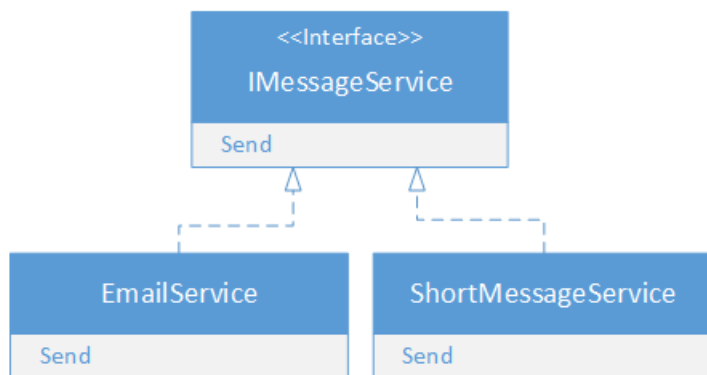 <<Interface>>
IMessageService
Send
EmailService
ShortMessageService
Send
Send